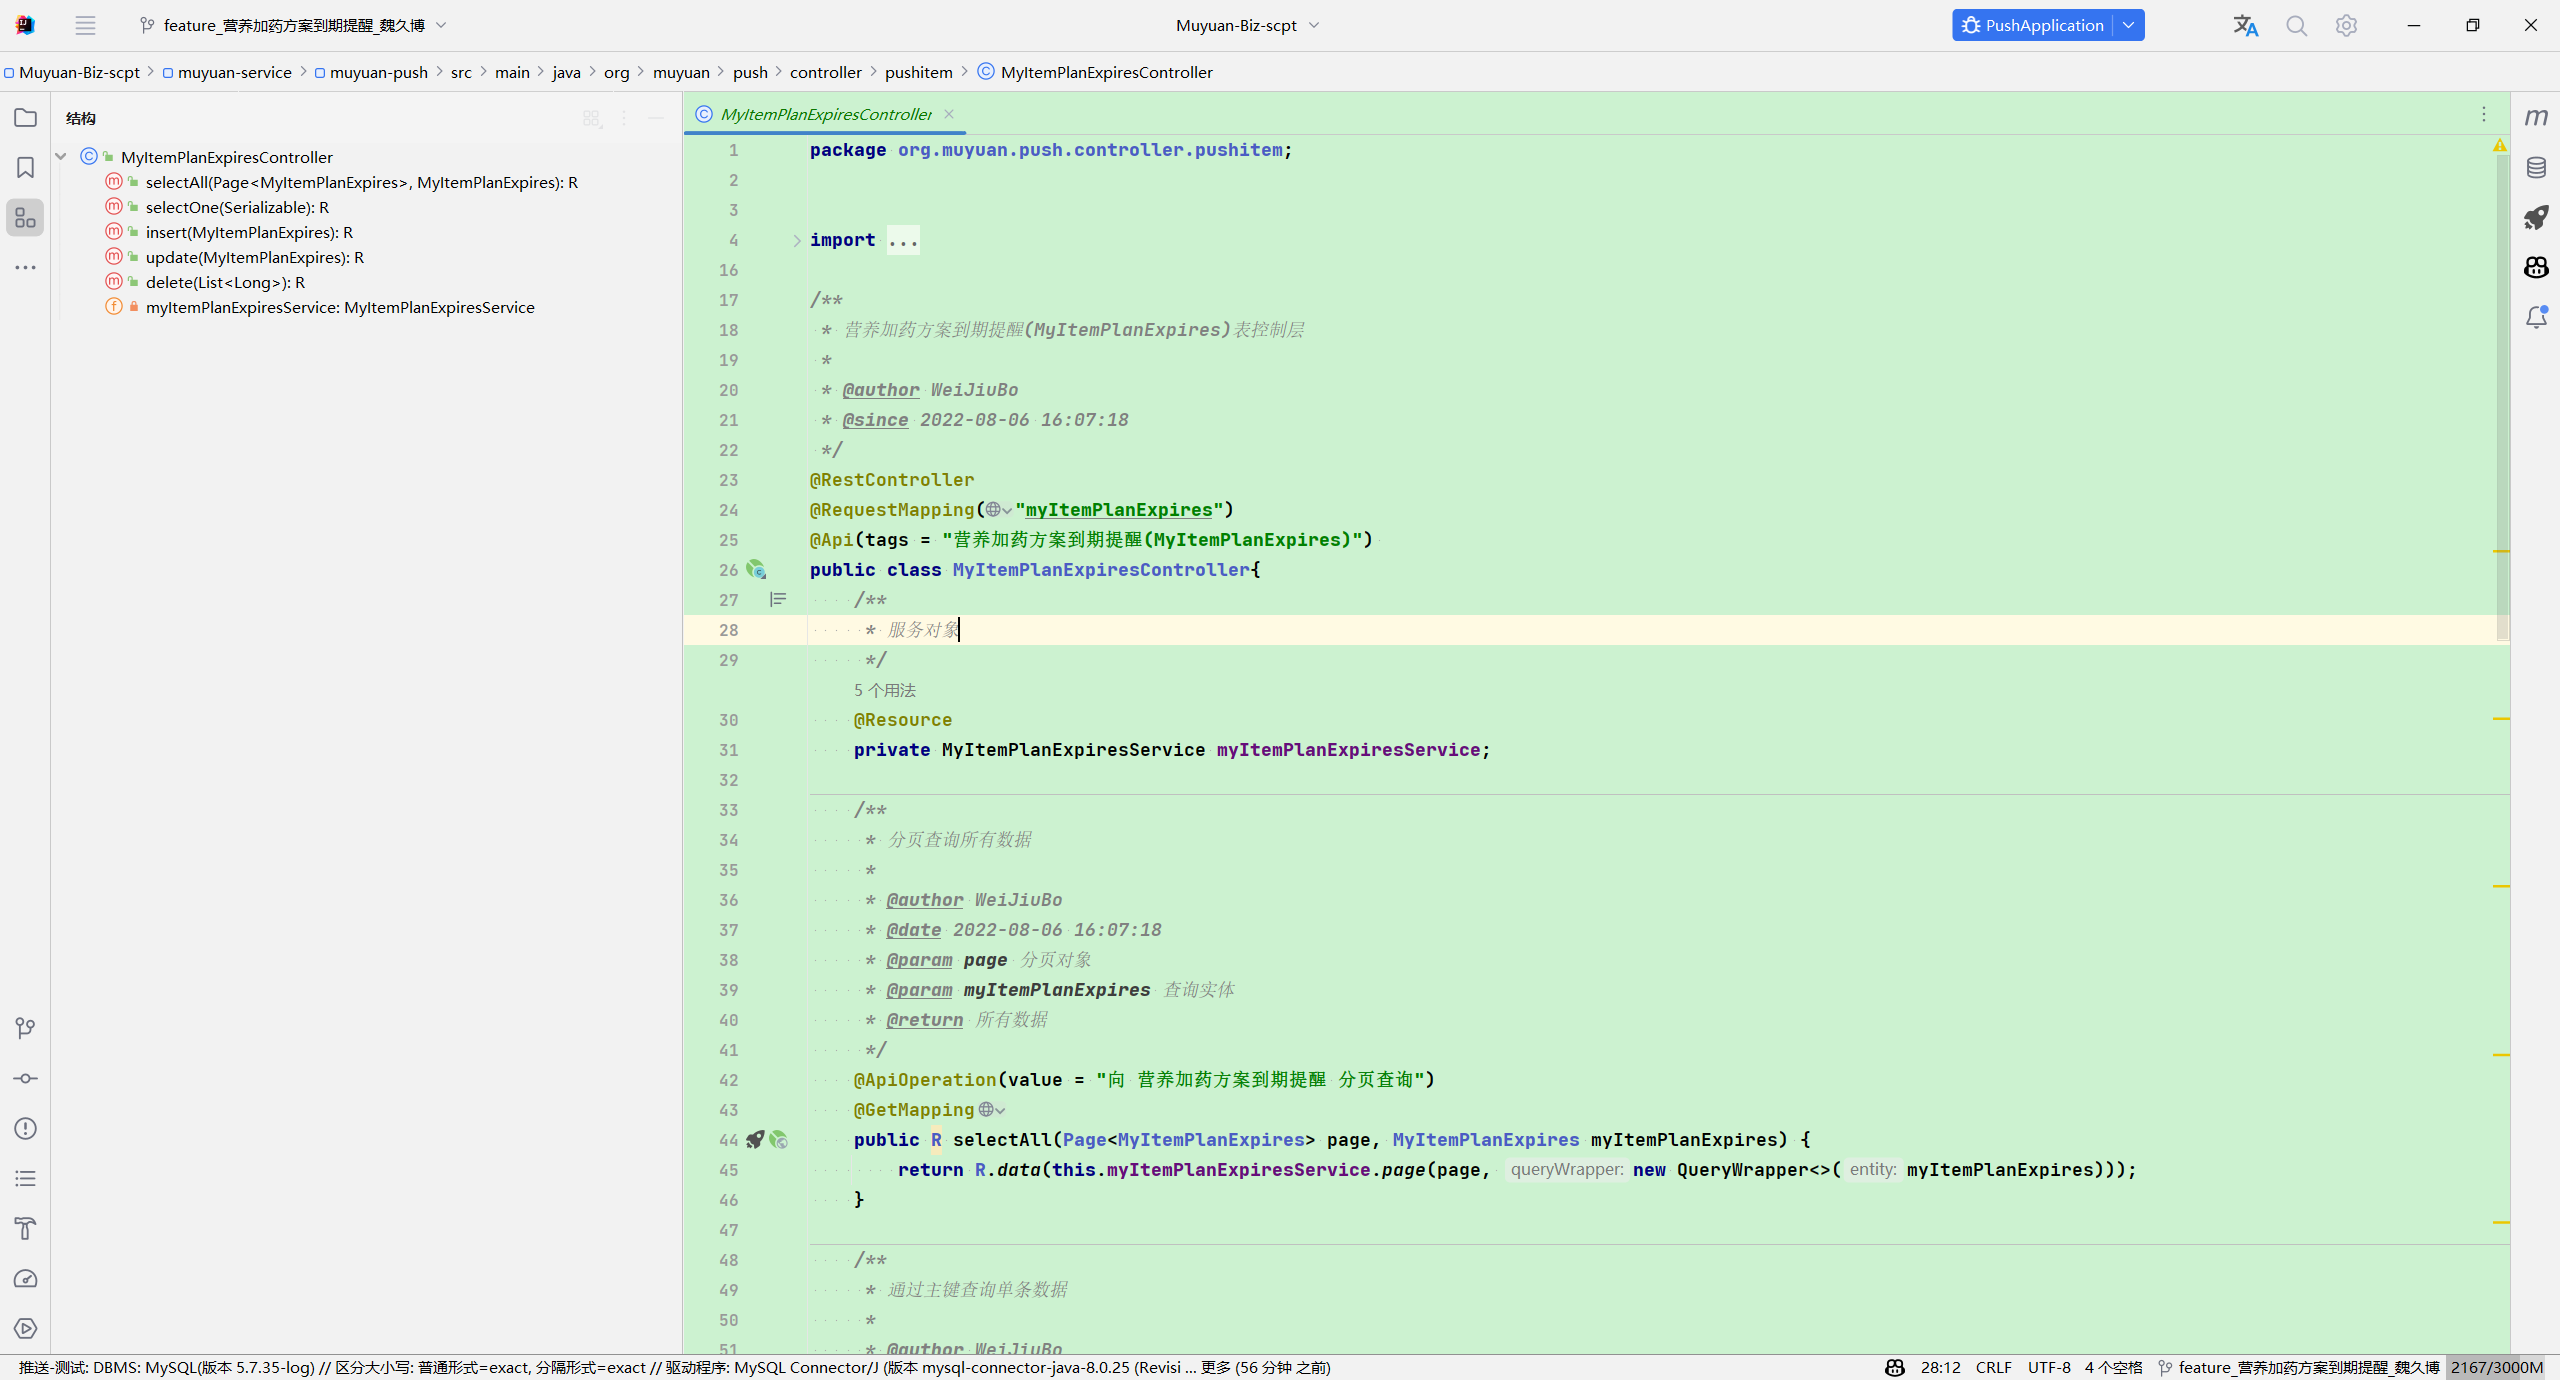 feature_营养加药方案到期提醒_魏久博
Muyuan-Biz-scpt
PushApplication
Muyuan-Biz-scpt > muyuan-service > muyuan-push > src > main > java > org > muyuan > push > controller > pushitem > MyItemPlanExpiresController
结构
MyItemPlanExpiresController
selectAll(Page<MyItemPlanExpires>, MyItemPlanExpires): R
selectOne(Serializable): R
insert(MyItemPlanExpires): R
update(MyItemPlanExpires): R
delete(List<Long>): R
myItemPlanExpiresService: MyItemPlanExpiresService
MyItemPlanExpiresController
1 package org.muyuan.push.controller.pushitem;
2
3
4 import ...
16
17 /**
18 * 营养加药方案到期提醒(MyItemPlanExpires)表控制层
19 *
20 * @author WeiJiuBo
21 * @since 2022-08-06 16:07:18
22 */
23 @RestController
24 @RequestMapping("myItemPlanExpires")
25 @Api(tags = "营养加药方案到期提醒(MyItemPlanExpires)")
26 public class MyItemPlanExpiresController{
27 /**
28 * 服务对象
29 */
5 个用法
30 @Resource
31 private MyItemPlanExpiresService myItemPlanExpiresService;
32
33 /**
34 * 分页查询所有数据
35 *
36 * @author WeiJiuBo
37 * @date 2022-08-06 16:07:18
38 * @param page 分页对象
39 * @param myItemPlanExpires 查询实体
40 * @return 所有数据
41 */
42 @ApiOperation(value = "向 营养加药方案到期提醒 分页查询")
43 @GetMapping
44 public R selectAll(Page<MyItemPlanExpires> page, MyItemPlanExpires myItemPlanExpires) {
45 return R.data(this.myItemPlanExpiresService.page(page, queryWrapper: new QueryWrapper<>( entity: myItemPlanExpires)));
46 }
47
48 /**
49 * 通过主键查询单条数据
50 *
51 * @author WeiJiuBo
推送-测试: DBMS: MySQL(版本 5.7.35-log) // 区分大小写: 普通形式=exact, 分隔形式=exact // 驱动程序: MySQL Connector/J (版本 mysql-connector-java-8.0.25 (Revisi ... 更多 (56 分钟 之前)
28:12 CRLF UTF-8 4 个空格 feature_营养加药方案到期提醒_魏久博 2167/3000M